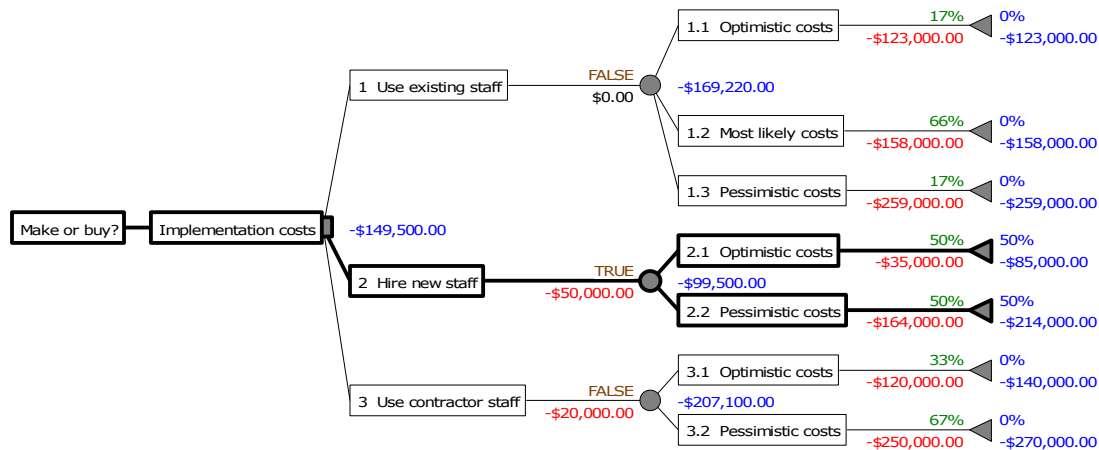 Make or buy?
Implementation costs
-$149,500.00
1 Use existing staff
FALSE
$0.00
-$169,220.00
1.1 Optimistic costs
17%
-$123,000.00
0%
-$123,000.00
1.2 Most likely costs
66%
-$158,000.00
0%
-$158,000.00
1.3 Pessimistic costs
17%
-$259,000.00
0%
-$259,000.00
2 Hire new staff
TRUE
-$50,000.00
-$99,500.00
2.1 Optimistic costs
50%
-$35,000.00
50%
-$85,000.00
2.2 Pessimistic costs
50%
-$164,000.00
50%
-$214,000.00
3 Use contractor staff
FALSE
-$20,000.00
-$207,100.00
3.1 Optimistic costs
33%
-$120,000.00
0%
-$140,000.00
3.2 Pessimistic costs
67%
-$250,000.00
0%
-$270,000.00